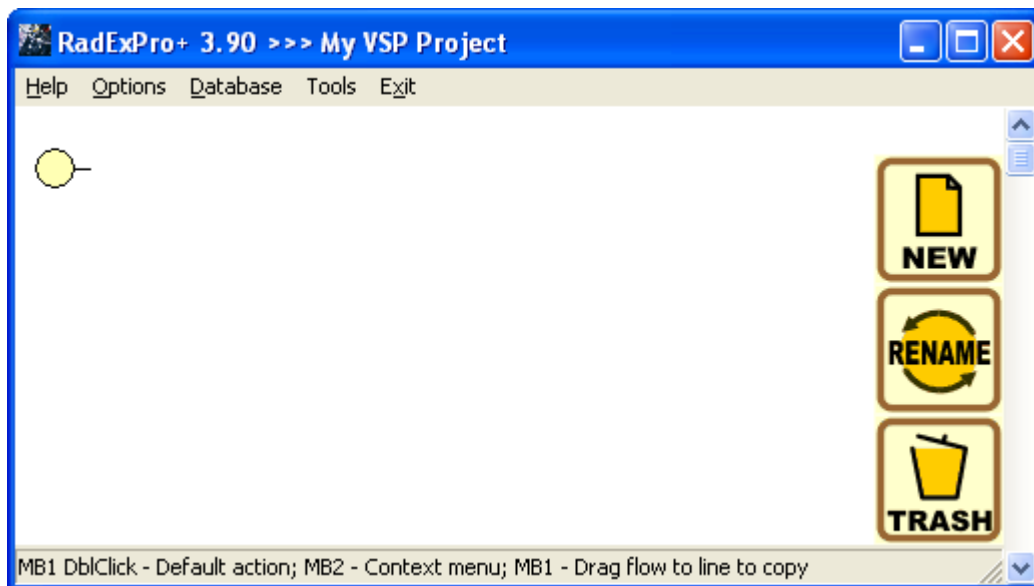 RadExPro+ 3.90 >>> My VSP Project
Help Options Database Tools Exit
NEW
RENAME
TRASH
MB1 DblClick - Default action; MB2 - Context menu; MB1 - Drag flow to line to copy